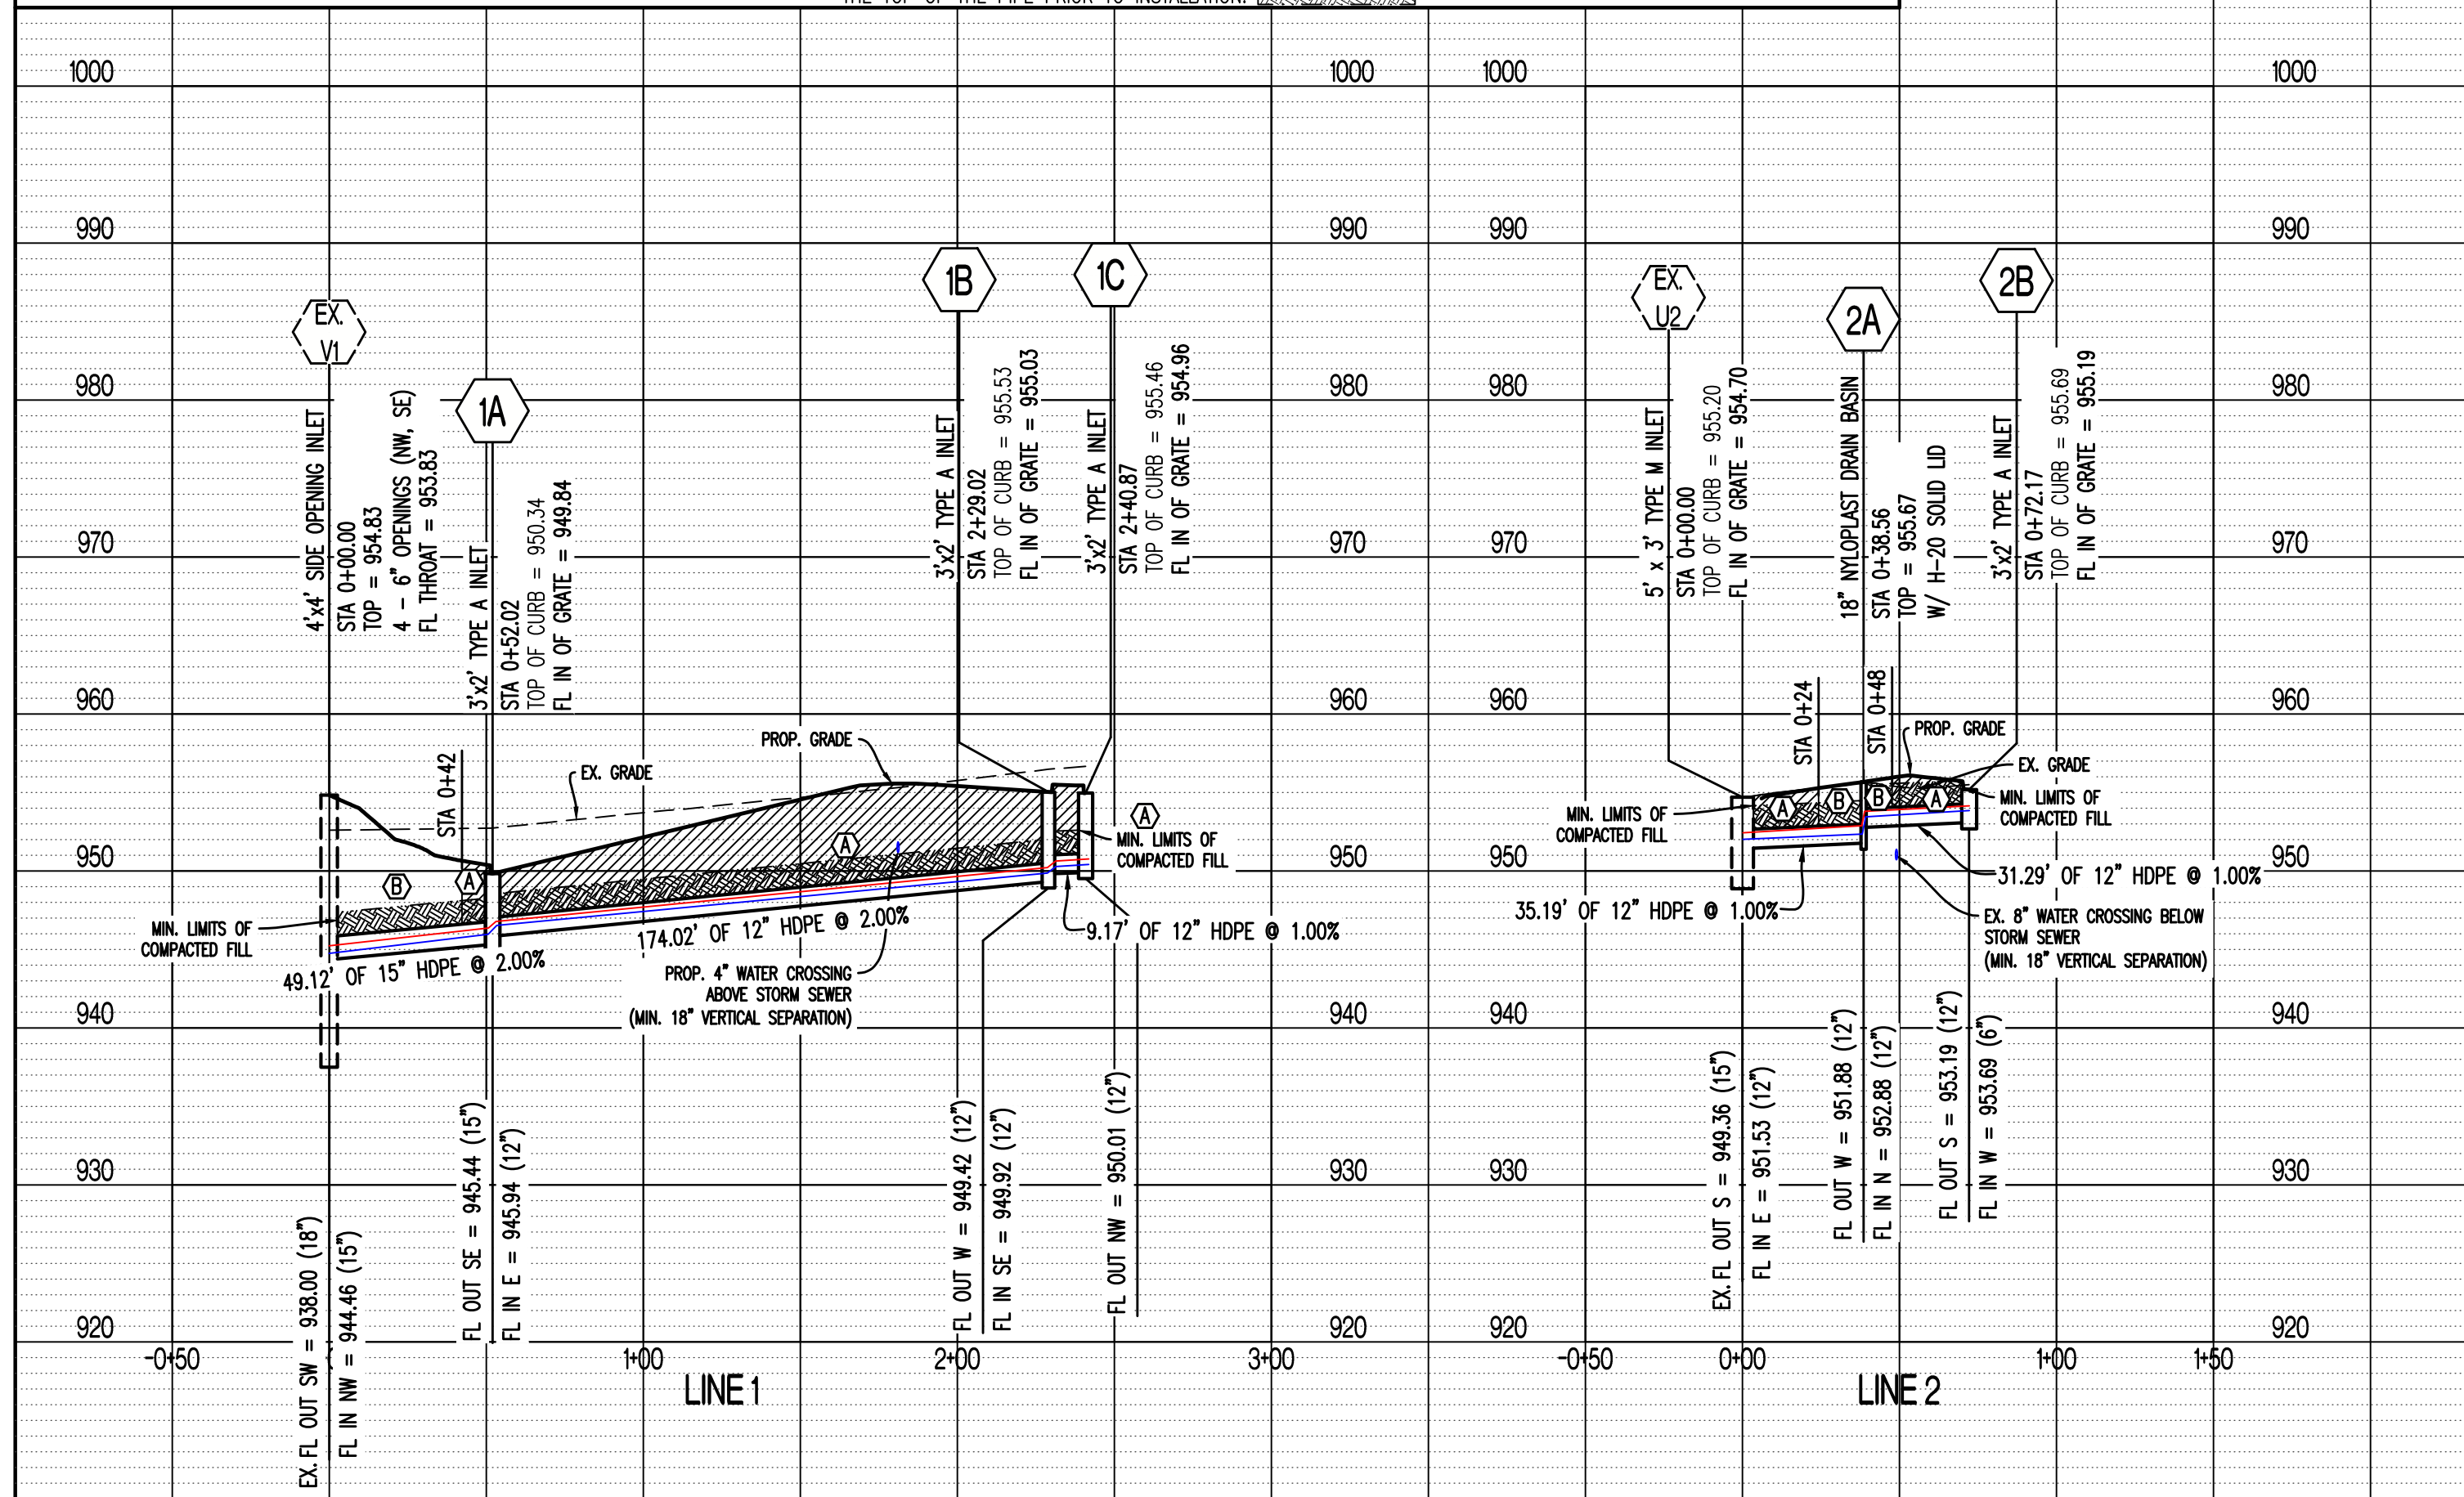 THE TOP OF THE PIPE PRIOR TO INSTALLATION.
1000
1000
1000
1000
990
990
990
990
980
980
980
980
970
970
970
970
960
960
960
960
950
950
950
950
940
940
940
940
930
930
930
930
920
920
920
920
EX.
V1
4'x4' SIDE OPENING INLET
STA 0+00.00
TOP = 954.83
4 - 6" OPENINGS (NW, SE)
FL THROAT = 953.83
1A
3'x2' TYPE A INLET
STA 0+52.02
TOP OF CURB = 950.34
FL IN OF GRATE = 949.84
1B
3'x2' TYPE A INLET
STA 2+29.02
TOP OF CURB = 955.53
FL IN OF GRATE = 955.03
1C
3'x2' TYPE A INLET
STA 2+40.87
TOP OF CURB = 955.46
FL IN OF GRATE = 954.96
STA 0+42
EX. GRADE
PROP. GRADE
A
MIN. LIMITS OF
COMPACTED FILL
A
B
A
MIN. LIMITS OF
COMPACTED FILL
49.12' OF 15" HDPE @ 2.00%
174.02' OF 12" HDPE @ 2.00%
9.17' OF 12" HDPE @ 1.00%
PROP. 4" WATER CROSSING
ABOVE STORM SEWER
(MIN. 18" VERTICAL SEPARATION)
EX. FL OUT SW = 938.00 (18")
FL IN NW = 944.46 (15")
FL OUT SE = 945.44 (15")
FL IN E = 945.94 (12")
FL OUT W = 949.42 (12")
FL IN SE = 949.92 (12")
FL OUT NW = 950.01 (12")
-0+50
1+00
2+00
3+00
LINE 1
EX.
U2
5' x 3' TYPE M INLET
STA 0+00.00
TOP OF CURB = 955.20
FL IN OF GRATE = 954.70
2A
18" NYLOPLAST DRAIN BASIN
STA 0+38.56
TOP = 955.67
W/ H-20 SOLID LID
2B
3'x2' TYPE A INLET
STA 0+72.17
TOP OF CURB = 955.69
FL IN OF GRATE = 955.19
STA 0+24
STA 0+48
PROP. GRADE
EX. GRADE
MIN. LIMITS OF
COMPACTED FILL
A
B
B
A
MIN. LIMITS OF
COMPACTED FILL
35.19' OF 12" HDPE @ 1.00%
31.29' OF 12" HDPE @ 1.00%
EX. 8" WATER CROSSING BELOW
STORM SEWER
(MIN. 18" VERTICAL SEPARATION)
EX. FL OUT S = 949.36 (15")
FL IN E = 951.53 (12")
FL OUT W = 951.88 (12")
FL IN N = 952.88 (12")
FL OUT S = 953.19 (12")
FL IN W = 953.69 (6")
-0+50
0+00
1+00
1+50
LINE 2